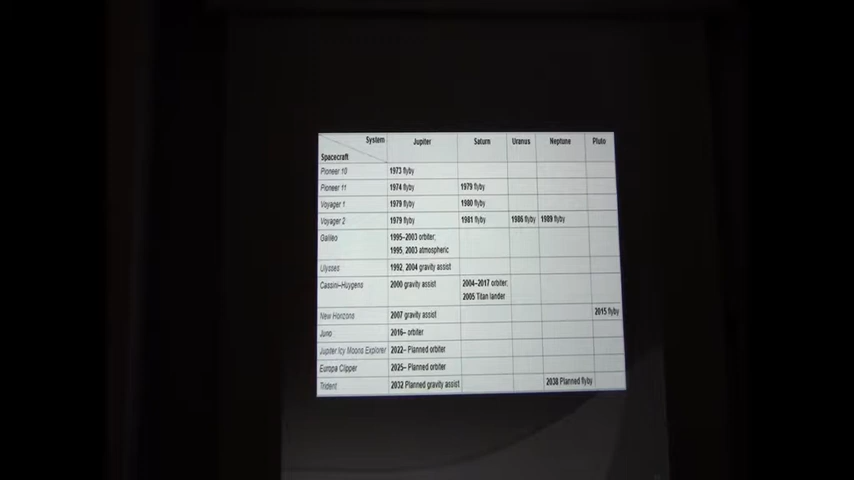 System Jupiter Saturn Uranus Neptune Pluto
Spacecraft
Pioneer 10 1973 flyby
Pioneer 11 1974 flyby 1979 flyby
Voyager 1 1979 flyby 1980 flyby
Voyager 2 1979 flyby 1981 flyby 1986 flyby 1989 flyby
Galileo 1995–2003 orbiter;
1995, 2003 atmospheric
Ulysses 1992, 2004 gravity assist
Cassini–Huygens 2000 gravity assist 2004–2017 orbiter;
2005 Titan lander
New Horizons 2007 gravity assist 2015 flyby
Juno 2016– orbiter
Jupiter Icy Moons Explorer 2022– Planned orbiter
Europa Clipper 2025– Planned orbiter
Trident 2032 Planned gravity assist 2038 Planned flyby